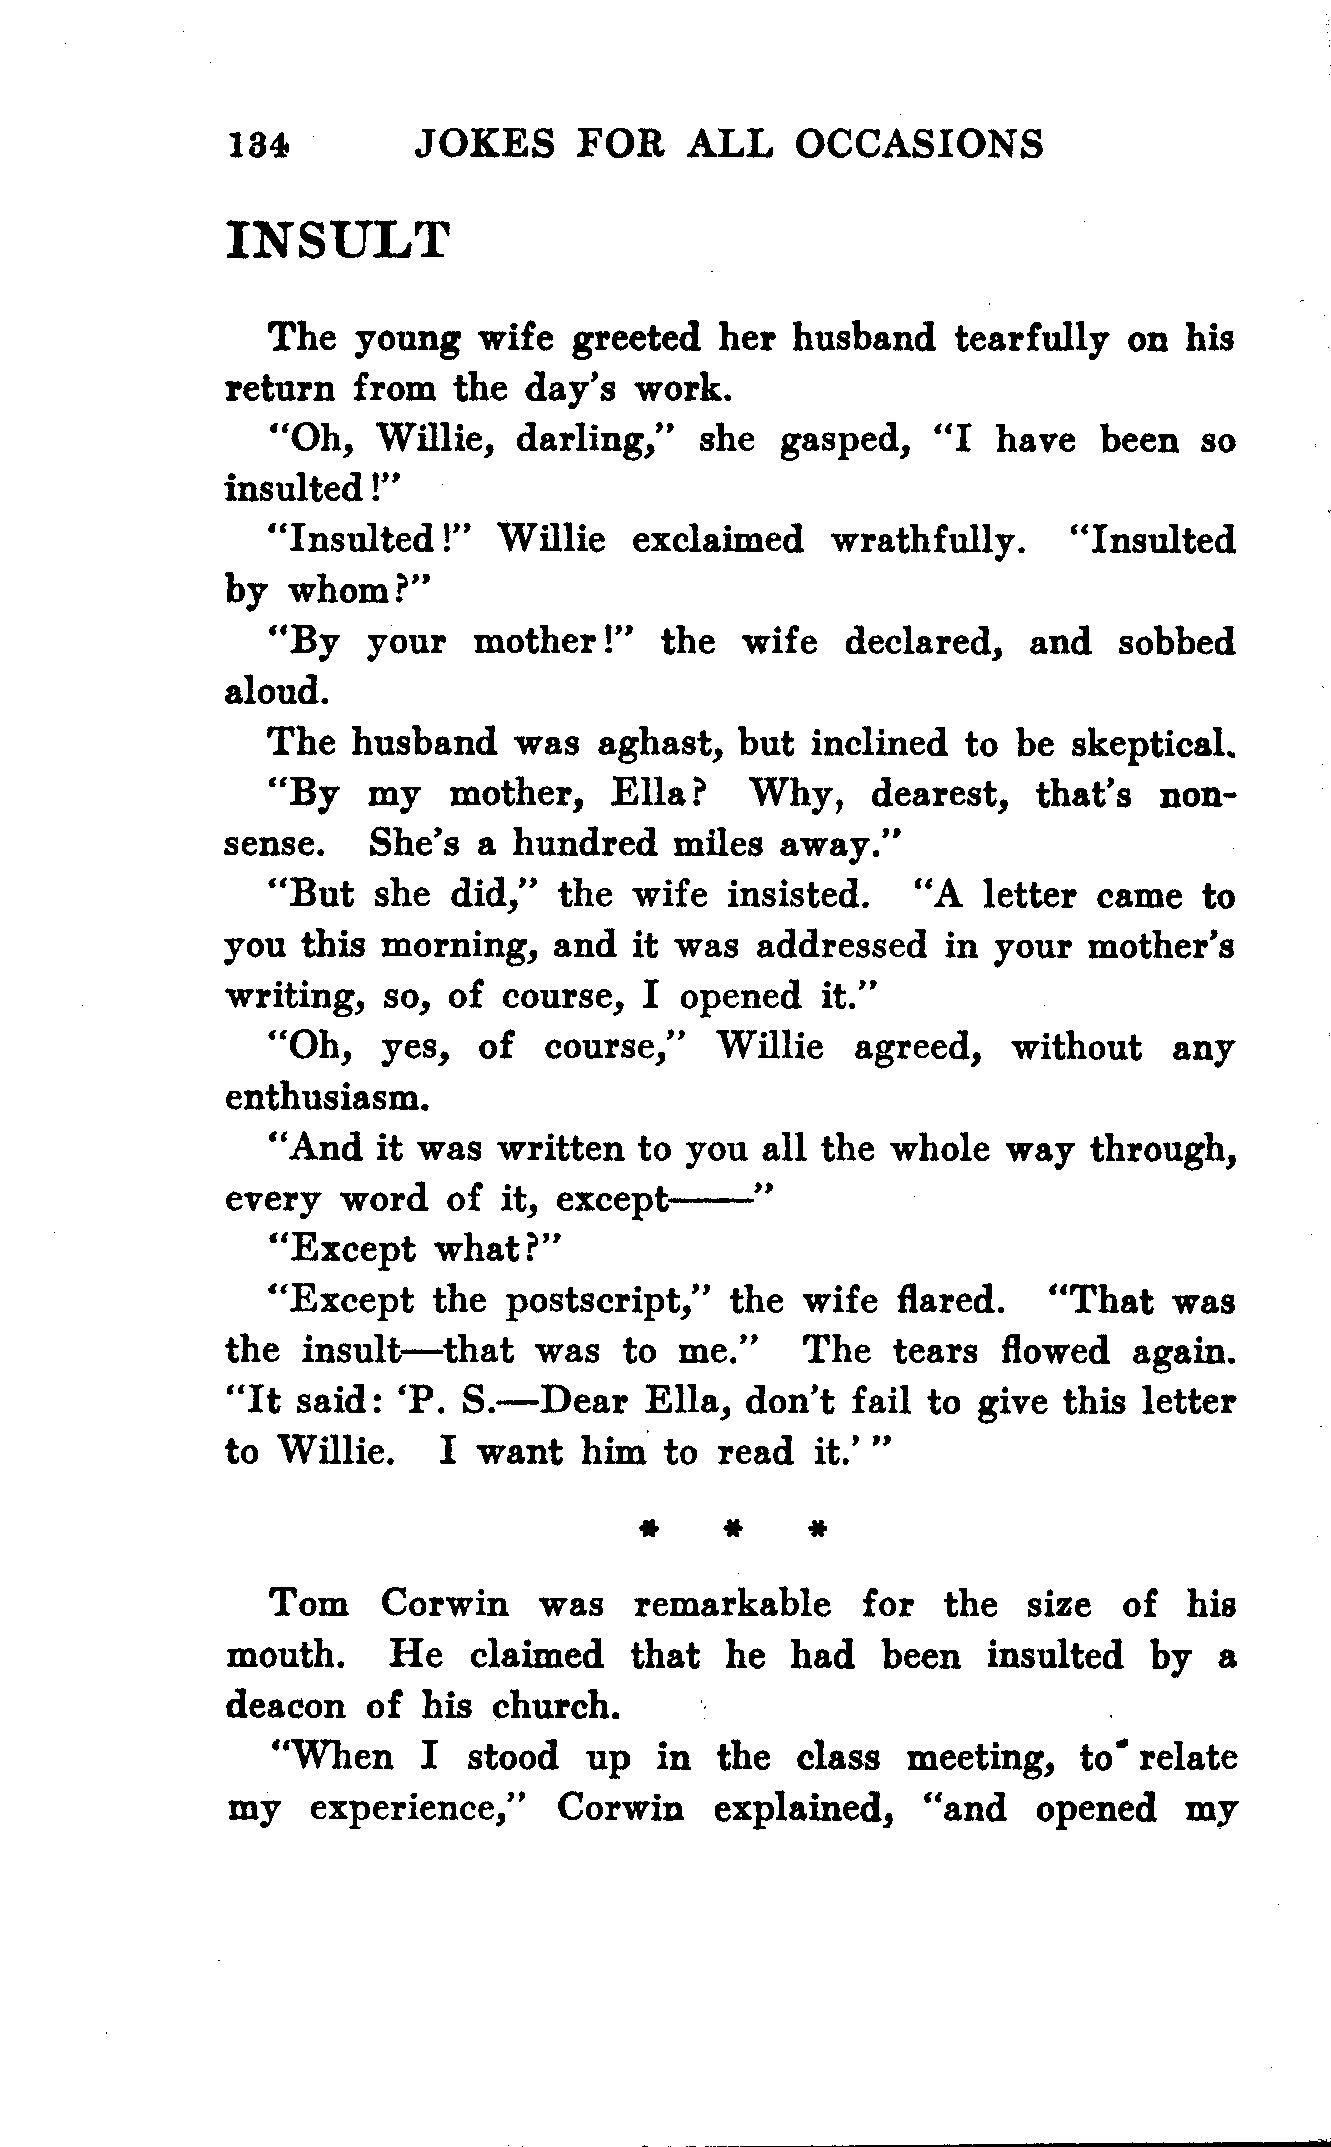 134 JOKES FOR ALL OCCASIONS
INSULT
The young wife greeted her husband tearfully on his
return from the day's work.
"Oh, Willie, darling," she gasped, "I have been so
insulted!"
"Insulted!" Willie exclaimed wrathfully. "Insulted
by whom?"
"By your mother!" the wife declared, and sobbed
aloud.
The husband was aghast, but inclined to be skeptical.
"By my mother, Ella? Why, dearest, that's non-
sense. She's a hundred miles away."
"But she did," the wife insisted. "A letter came to
you this morning, and it was addressed in your mother's
writing, so, of course, I opened it."
"Oh, yes, of course," Willie agreed, without any
enthusiasm.
"And it was written to you all the whole way through,
every word of it, except——"
"Except what?"
"Except the postscript," the wife flared. "That was
the insult—that was to me." The tears flowed again.
"It said: 'P. S.—Dear Ella, don't fail to give this letter
to Willie. I want him to read it.' "
* * *
Tom Corwin was remarkable for the size of his
mouth. He claimed that he had been insulted by a
deacon of his church.
"When I stood up in the class meeting, to relate
my experience," Corwin explained, "and opened my